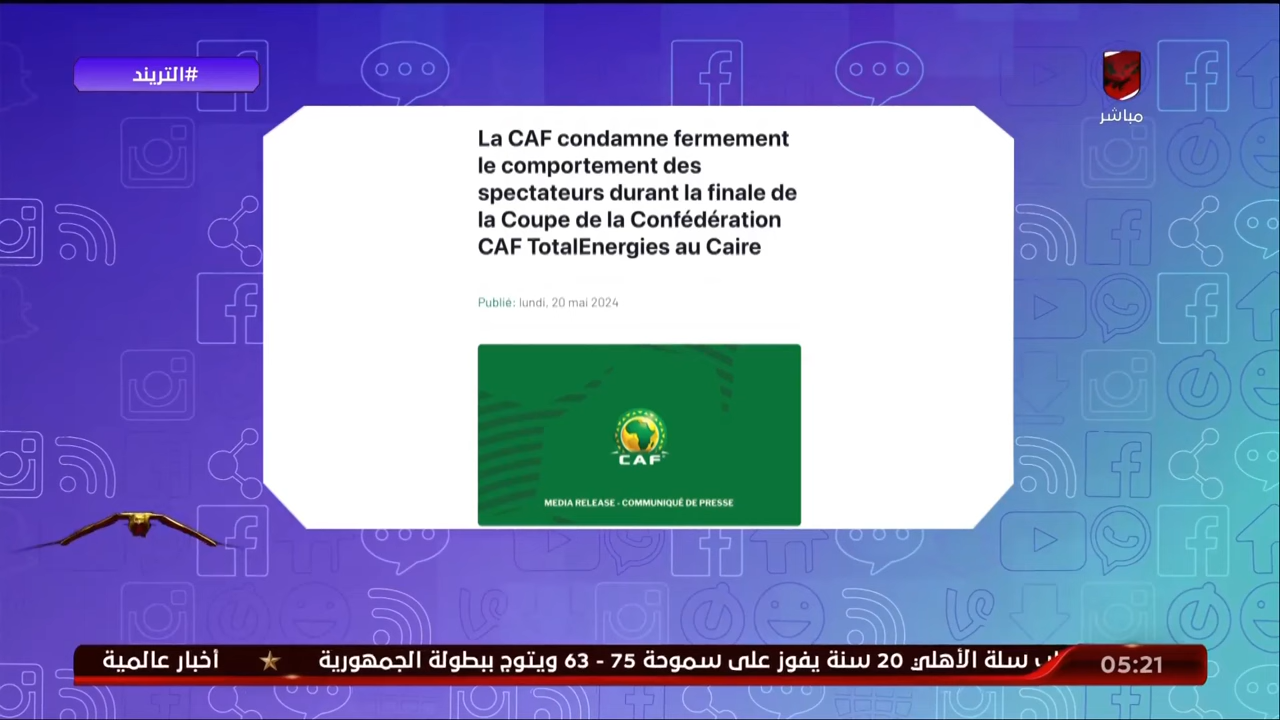 #التريند
مباشر
La CAF condamne fermement
le comportement des
spectateurs durant la finale de
la Coupe de la Confédération
CAF TotalEnergies au Caire
Publié: lundi, 20 mai 2024
CAF
MEDIA RELEASE - COMMUNIQUÉ DE PRESSE
سلة الأهلي 20 سنة يفوز على سموحة 75 - 63 ويتوج ببطولة الجمهورية ★ أخبار عالمية
05:21